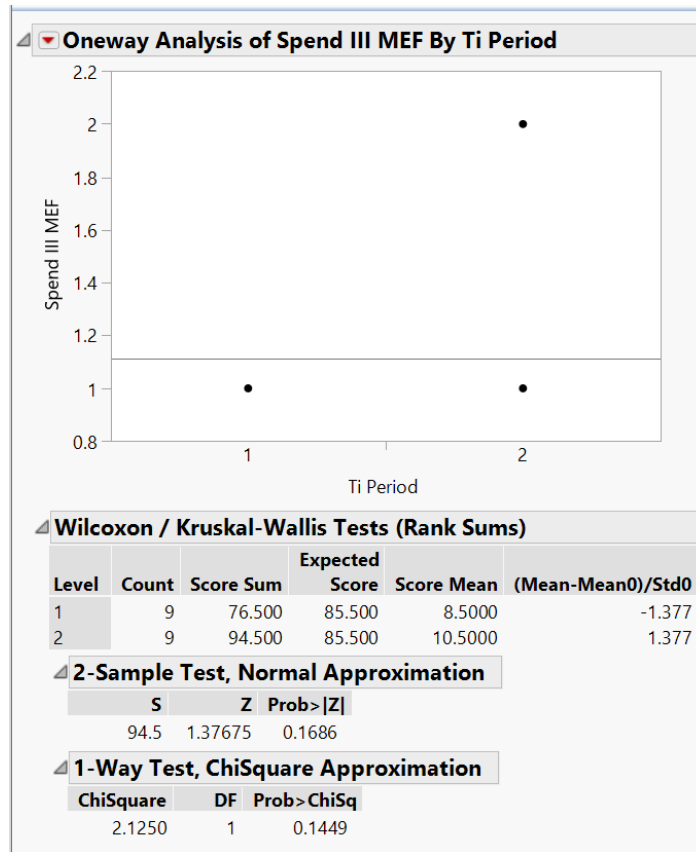 Oneway Analysis of Spend III MEF By Ti Period
2.2
2
1.8
1.6
1.4
1.2
1
0.8
Spend III MEF
1 2
Ti Period
Wilcoxon / Kruskal-Wallis Tests (Rank Sums)
Expected
Level Count Score Sum Score Score Mean (Mean-Mean0)/Std0
1 9 76.500 85.500 8.5000 -1.377
2 9 94.500 85.500 10.5000 1.377
2-Sample Test, Normal Approximation
S Z Prob>|Z|
94.5 1.37675 0.1686
1-Way Test, ChiSquare Approximation
ChiSquare DF Prob>ChiSq
2.1250 1 0.1449